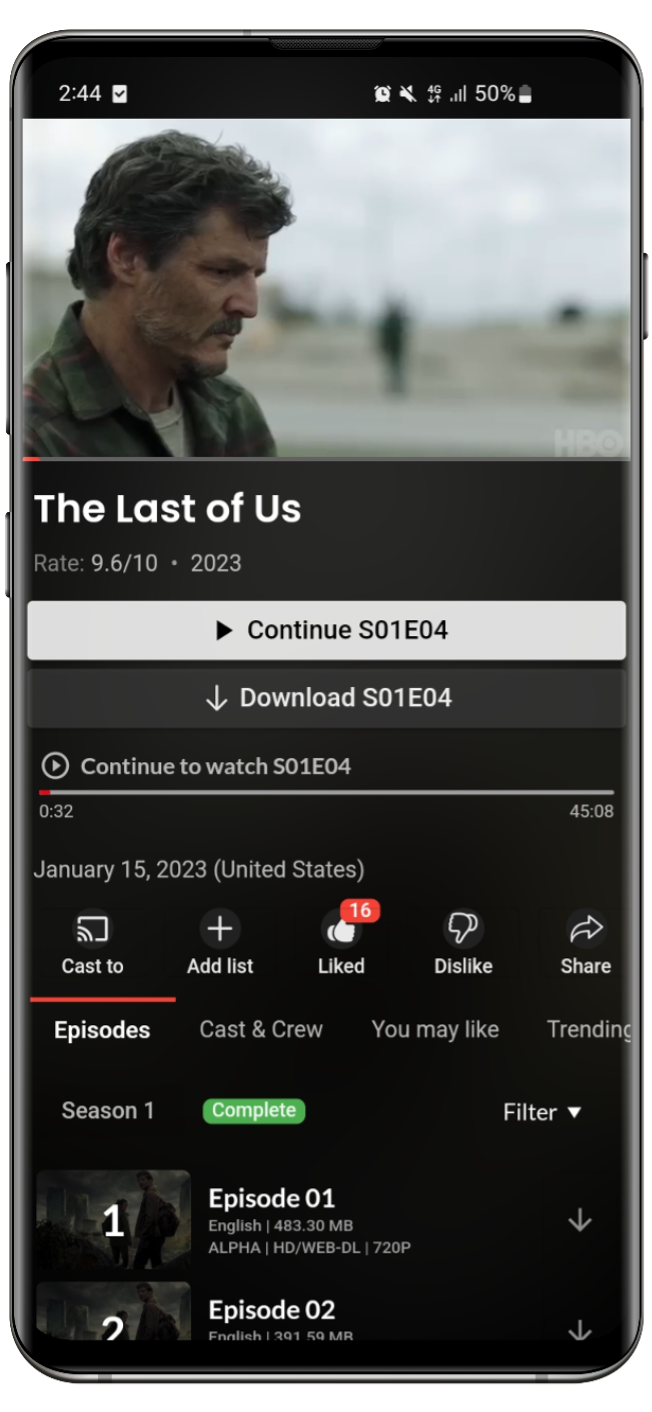 2:44
4G
50%
HBO
The Last of Us
Rate: 9.6/10 • 2023
Continue S01E04
Download S01E04
Continue to watch S01E04
0:32 45:08
January 15, 2023 (United States)
16
Cast to Add list Liked Dislike Share
Episodes Cast & Crew You may like Trending
Season 1 Complete Filter
1
Episode 01
English | 483.30 MB
ALPHA | HD/WEB-DL | 720P
2
Episode 02
English | 391.59 MB